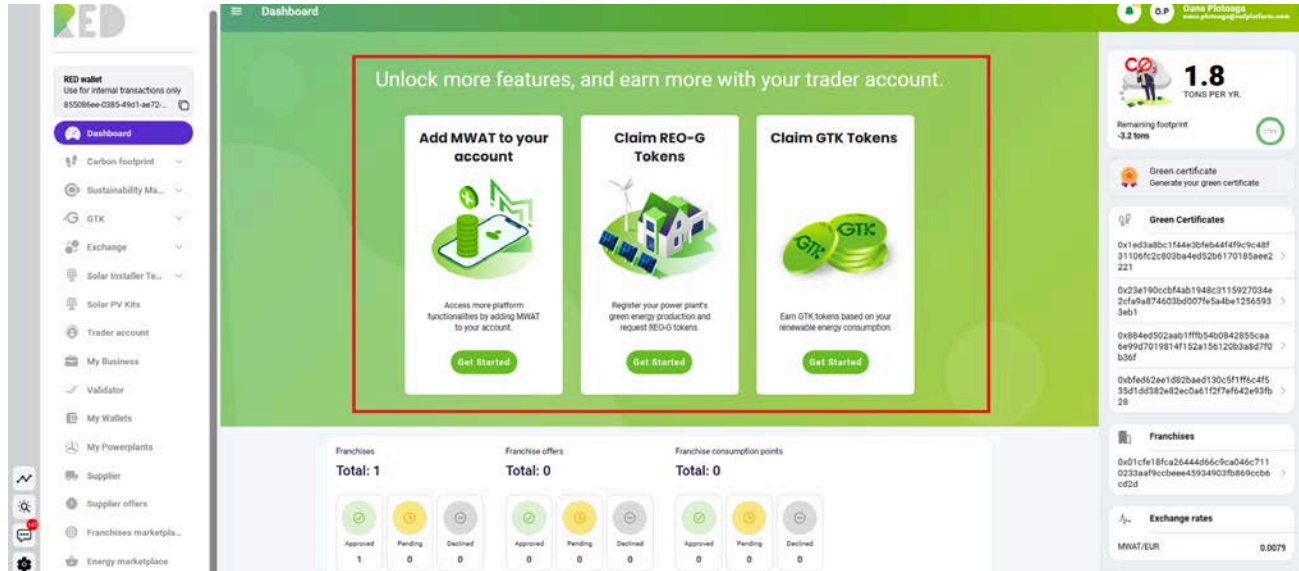 RED
Dashboard
O.P
Oana Plotoaga
oana.plotoaga@redplatform.com
RED wallet
Use for internal transactions only
855086ee-0385-49d1-ae72-...
Dashboard
Carbon footprint
Sustainability Ma...
GTK
Exchange
Solar Installer Te...
Solar PV Kits
Trader account
My Business
Validator
My Wallets
My Powerplants
Supplier
Supplier offers
Franchises marketpla...
Energy marketplace
Unlock more features, and earn more with your trader account.
Add MWAT to your
account
Access more platform
functionalities by adding MWAT
to your account.
Get Started
Claim REO-G
Tokens
Register your power plant's
green energy production and
request REO-G tokens.
Get Started
Claim GTK Tokens
GTK
GTK
Earn GTK tokens based on your
renewable energy consumption.
Get Started
Franchises
Total: 1
Approved
1
Pending
0
Declined
0
Franchise offers
Total: 0
Approved
0
Pending
0
Declined
0
Franchise consumption points
Total: 0
Approved
0
Pending
0
Declined
0
CO₂
1.8
TONS PER YR.
Remaining footprint
-3.2 tons
Green certificate
Generate your green certificate
Green Certificates
0x1ed3a8bc1f44e3bfeb44f4f9c9c48f
31106fc2c803ba4ed52b6170185aee2
221
0x23e190ccbf4ab1948c3115927034e
2cfa9a874603bd007fe5a4be1256593
3eb1
0x884ed502aab1fffb54b0842855caa
6e99d7019814f152a156120b3a8d7f0
b36f
0xbfed62ee1d82baed130c5f1ff6c4f5
35d1dd382e82ec0a61f2f7ef642e93fb
28
Franchises
0x01cfe18fca26444d66c9ca046c711
0233aaf9ccbeee45934903fb869ccb6
cd2d
Exchange rates
MWAT/EUR 0.0079